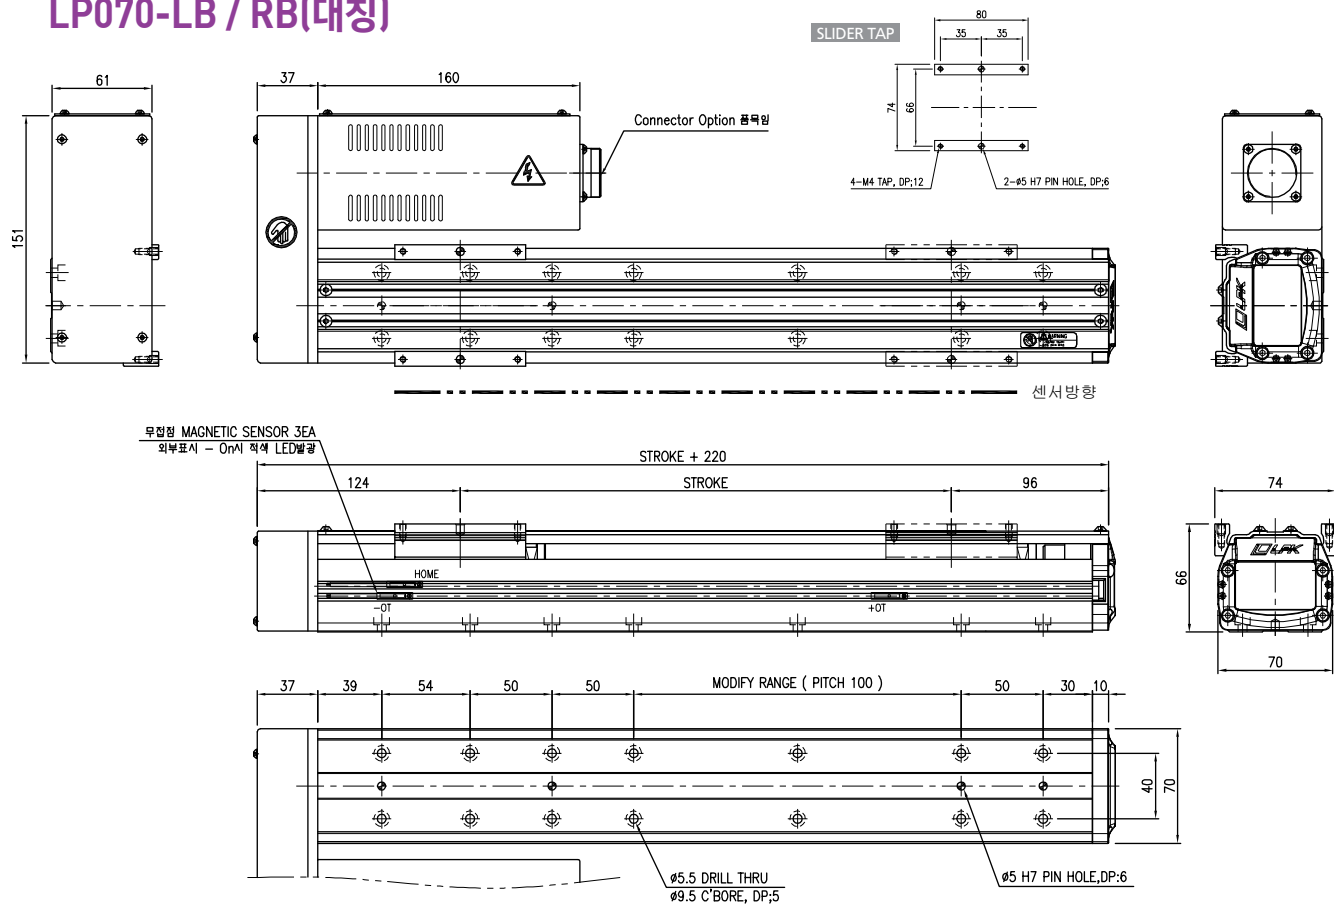 LP070-LB / RB(대칭)
SLIDER TAP
80
35 35
74
66
4-M4 TAP, DP;12
2-ø5 H7 PIN HOLE, DP;6
61
151
37 160
Connector Option 품목임
LPK
WARNING
센서방향
무접점 MAGNETIC SENSOR 3EA
외부표시 - On시 적색 LED발광
STROKE + 220
124 STROKE 96
HOME
-OT
+OT
74
66
LPK
70
37 39 54 50 50 MODIFY RANGE ( PITCH 100 ) 50 30 10
40
70
ø5.5 DRILL THRU
ø9.5 C'BORE, DP;5
ø5 H7 PIN HOLE,DP:6